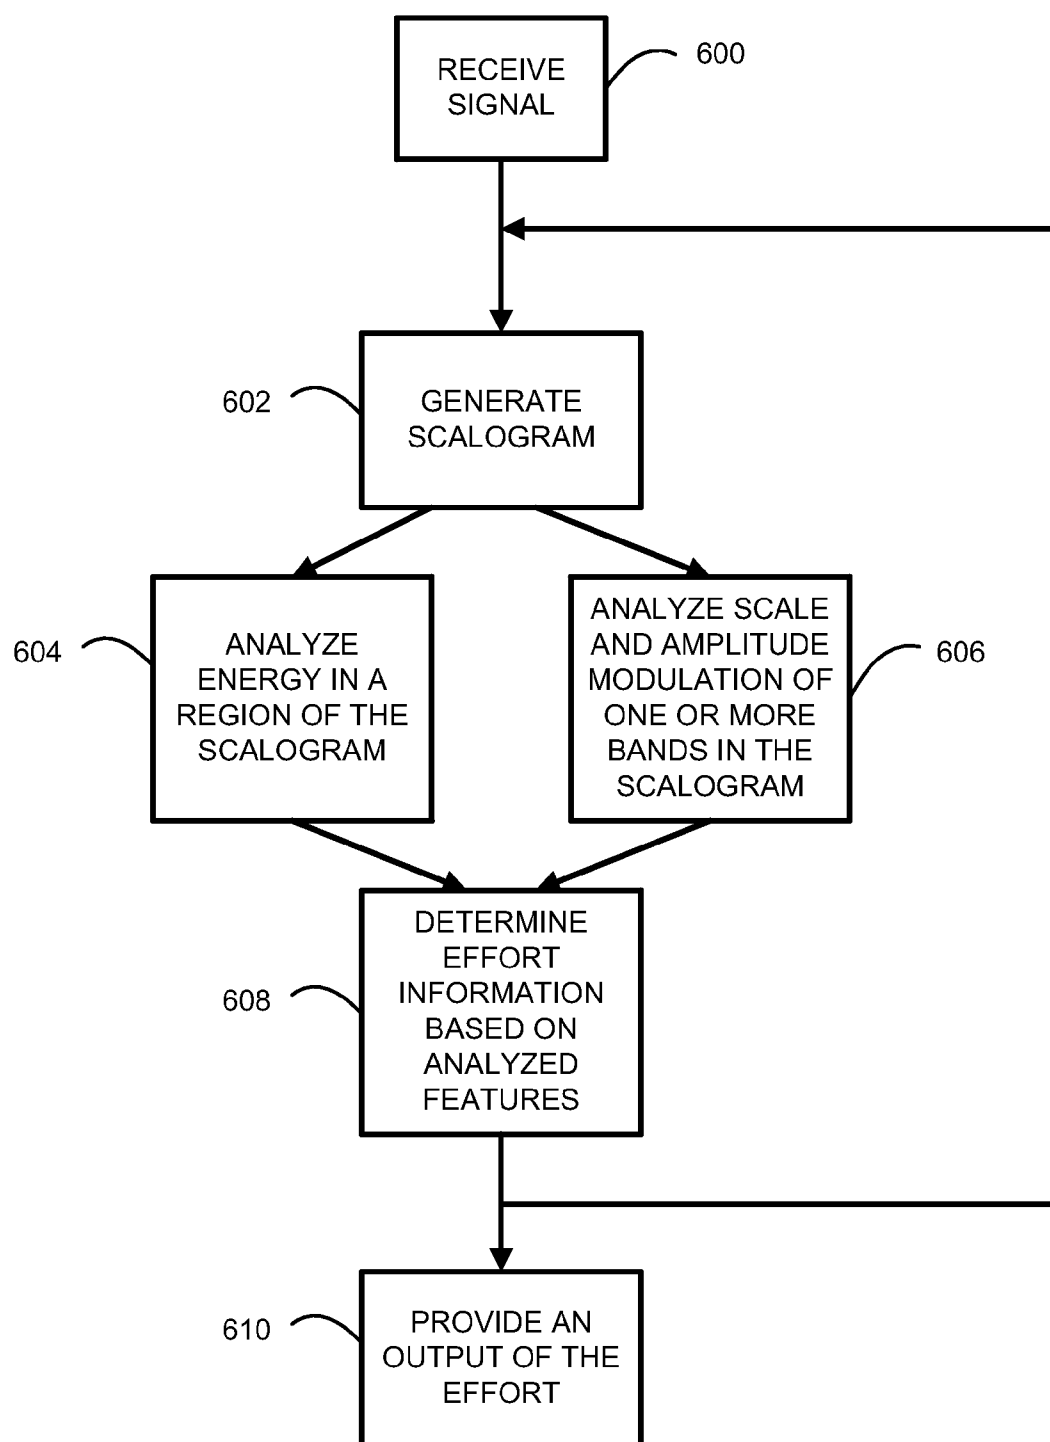 RECEIVE
SIGNAL
600
602
GENERATE
SCALOGRAM
604
ANALYZE
ENERGY IN A
REGION OF THE
SCALOGRAM
ANALYZE SCALE
AND AMPLITUDE
MODULATION OF
ONE OR MORE
BANDS IN THE
SCALOGRAM
606
608
DETERMINE
EFFORT
INFORMATION
BASED ON
ANALYZED
FEATURES
610
PROVIDE AN
OUTPUT OF THE
EFFORT